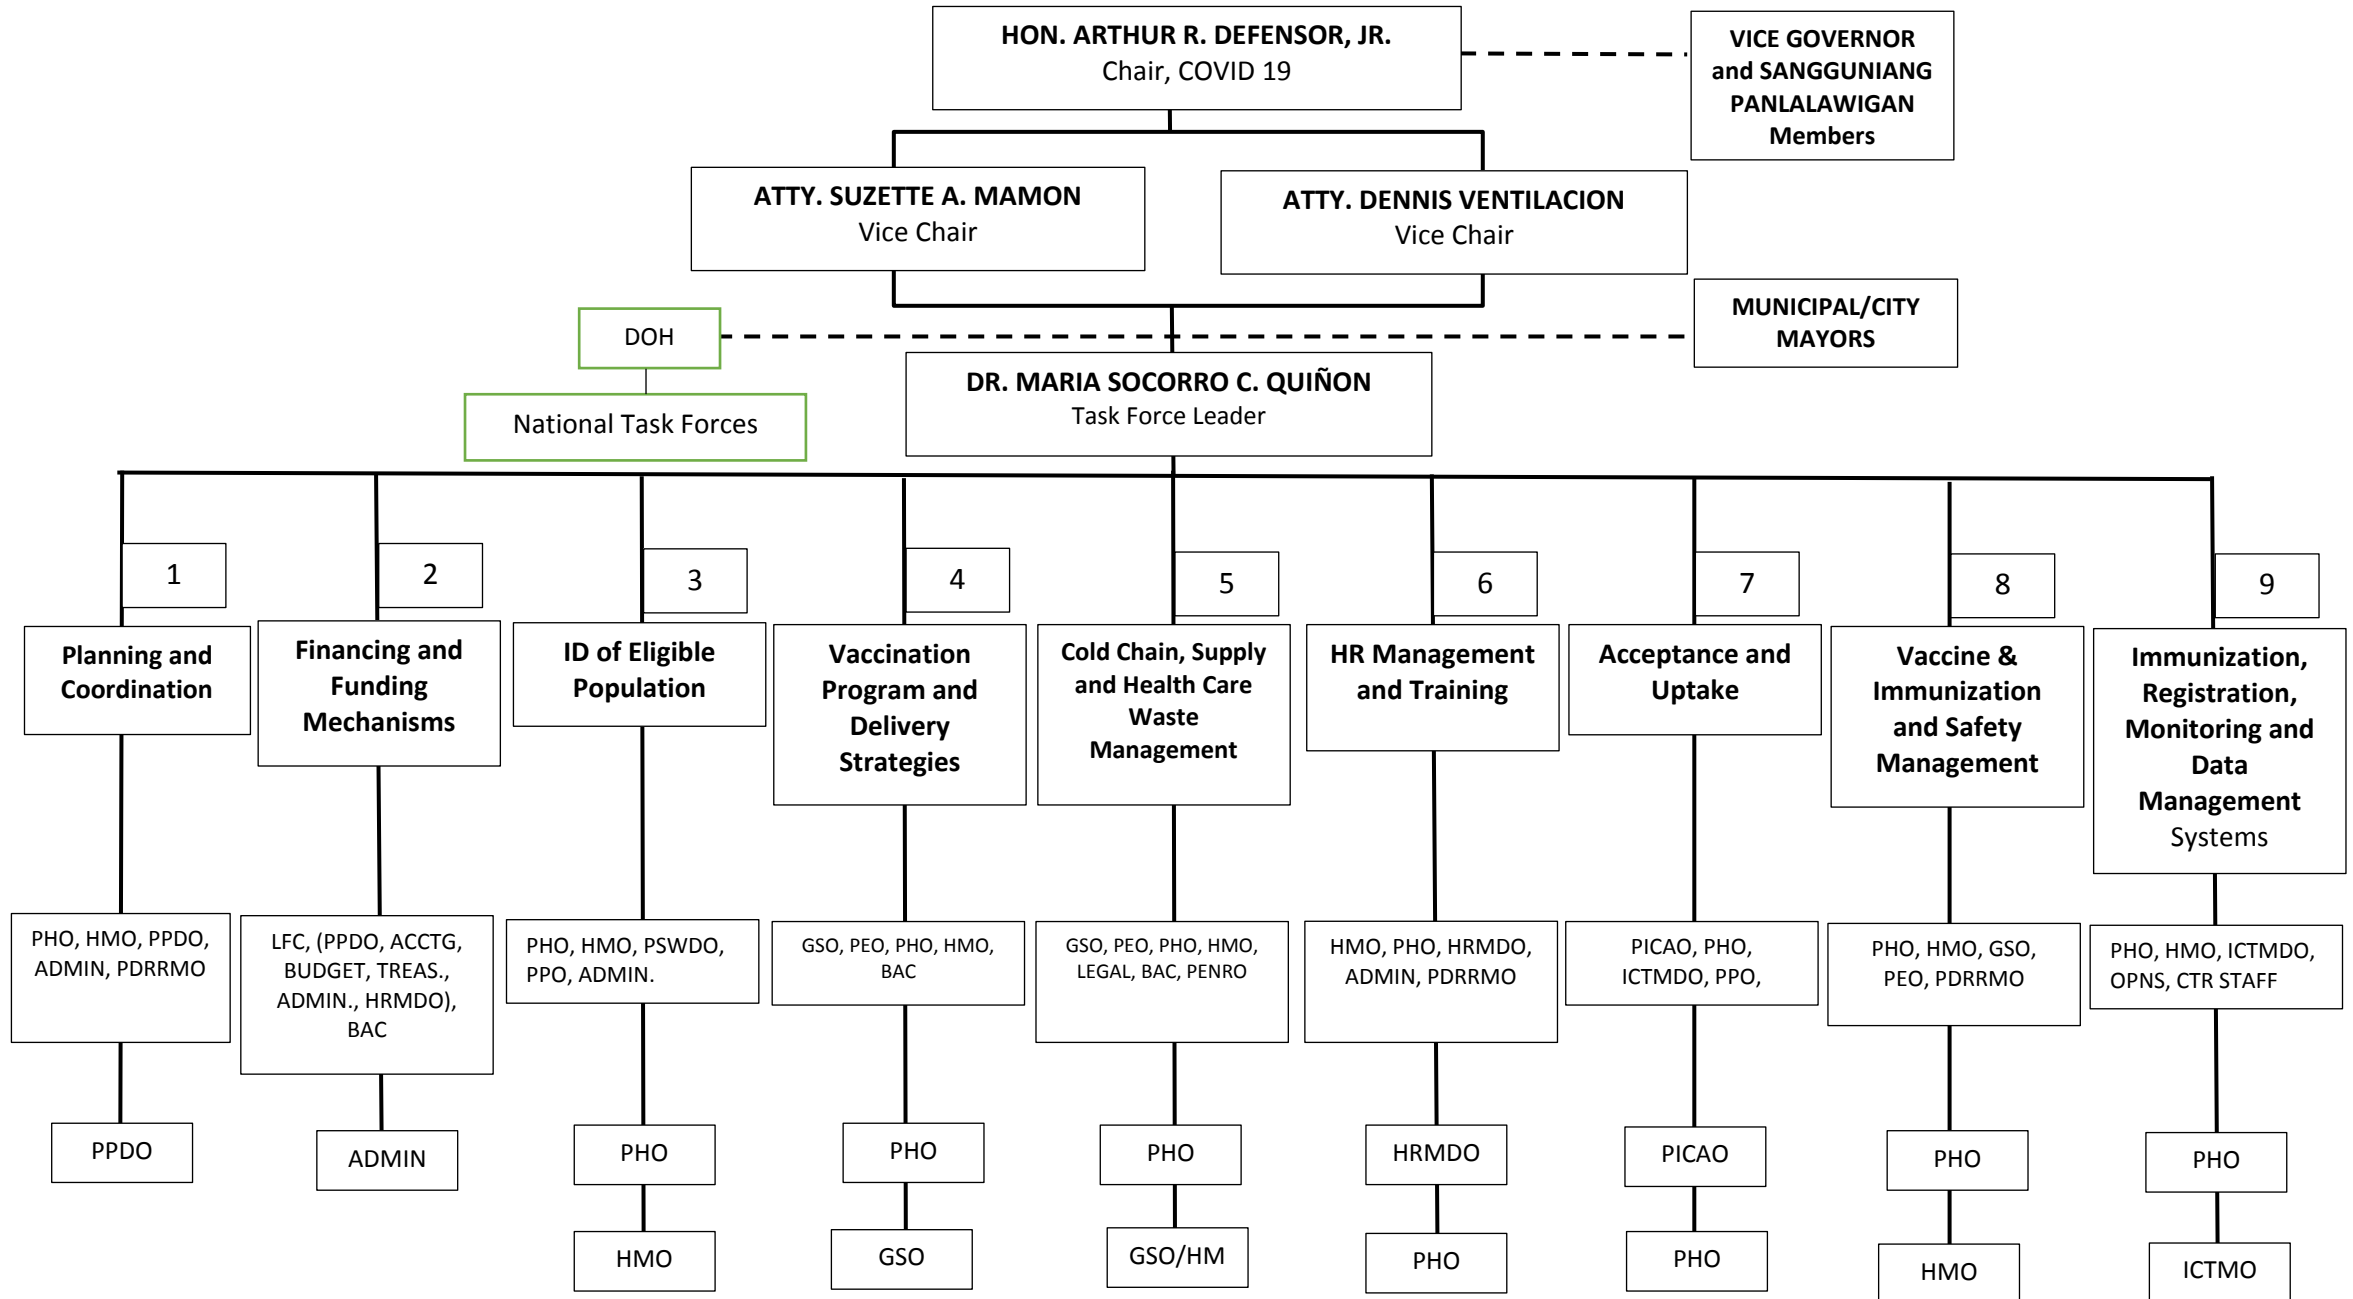 HON. ARTHUR R. DEFENSOR, JR.
Chair, COVID 19
VICE GOVERNOR
and SANGGUNIANG
PANLALAWIGAN
Members
ATTY. SUZETTE A. MAMON
Vice Chair
ATTY. DENNIS VENTILACION
Vice Chair
DOH
MUNICIPAL/CITY
MAYORS
National Task Forces
DR. MARIA SOCORRO C. QUIÑON
Task Force Leader
1
Planning and
Coordination
PHO, HMO, PPDO,
ADMIN, PDRRMO
PPDO
2
Financing and
Funding
Mechanisms
LFC, (PPDO, ACCTG,
BUDGET, TREAS.,
ADMIN., HRMDO),
BAC
ADMIN
3
ID of Eligible
Population
PHO, HMO, PSWDO,
PPO, ADMIN.
PHO
HMO
4
Vaccination
Program and
Delivery
Strategies
GSO, PEO, PHO, HMO,
BAC
PHO
GSO
5
Cold Chain, Supply
and Health Care
Waste
Management
GSO, PEO, PHO, HMO,
LEGAL, BAC, PENRO
PHO
GSO/HM
6
HR Management
and Training
HMO, PHO, HRMDO,
ADMIN, PDRRMO
HRMDO
PHO
7
Acceptance and
Uptake
PICAO, PHO,
ICTMDO, PPO,
PICAO
PHO
8
Vaccine &
Immunization
and Safety
Management
PHO, HMO, GSO,
PEO, PDRRMO
PHO
HMO
9
Immunization,
Registration,
Monitoring and
Data
Management
Systems
PHO, HMO, ICTMDO,
OPNS, CTR STAFF
PHO
ICTMO